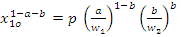 x_{1o}^{1-a-b} = p (a/w_1)^{1-b} (b/w_2)^b